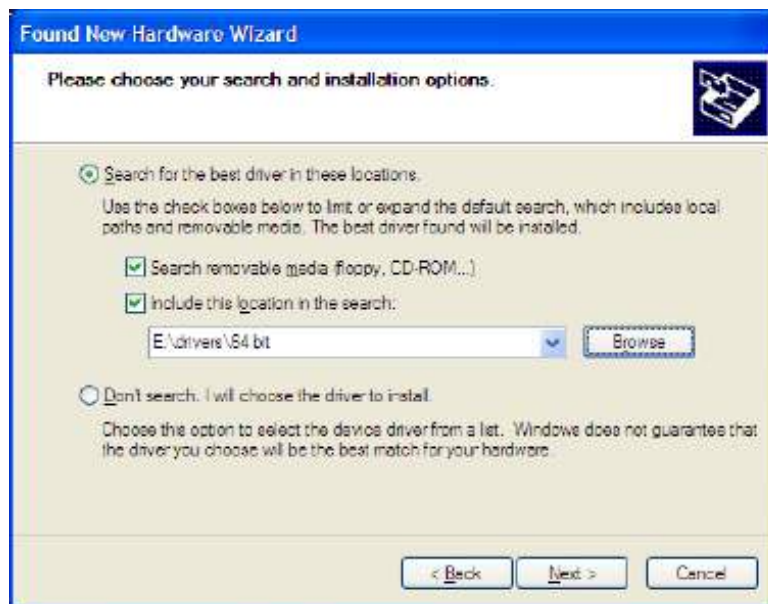 Found New Hardware Wizard
Please choose your search and installation options.
Search for the best driver in these locations.
Use the check boxes below to limit or expand the default search, which includes local
paths and removable media. The best driver found will be installed.
Search removable media (floppy, CD-ROM...)
Include this location in the search:
E:\drivers\64 bit
Browse
Don't search. I will choose the driver to install.
Choose this option to select the device driver from a list. Windows does not guarantee that
the driver you choose will be the best match for your hardware.
< Back
Next >
Cancel